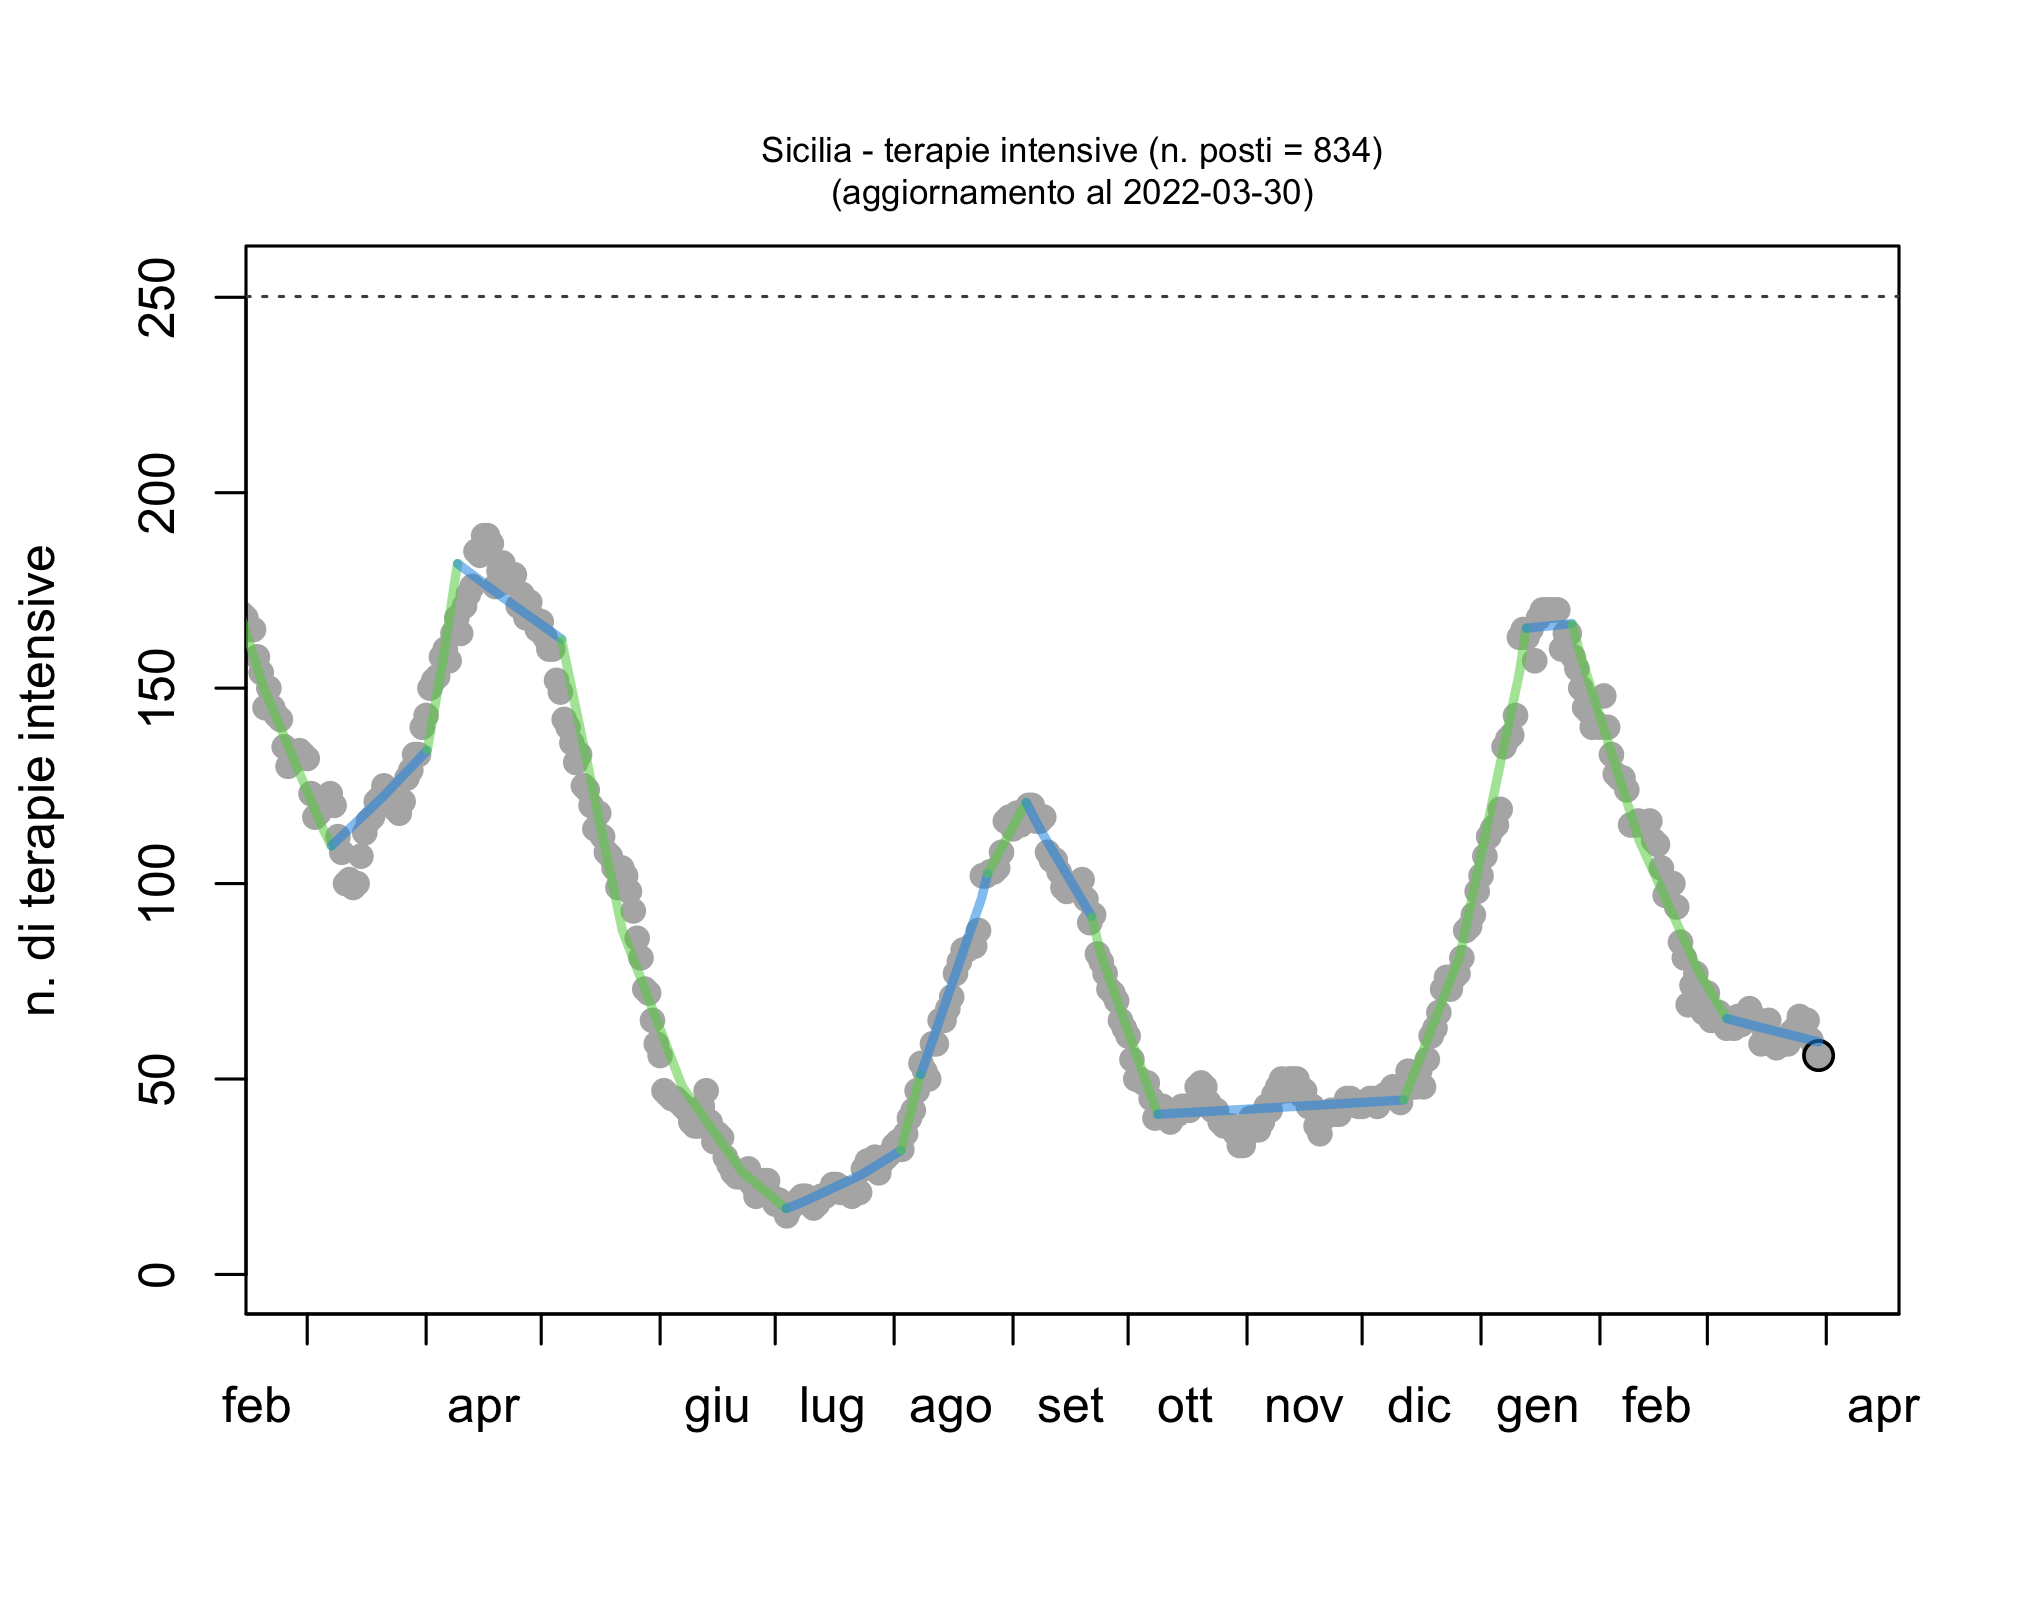 Sicilia - terapie intensive (n. posti = 834)
(aggiornamento al 2022-03-30)
n. di terapie intensive
250
200
150
100
50
0
feb apr giu lug ago set ott nov dic gen feb apr